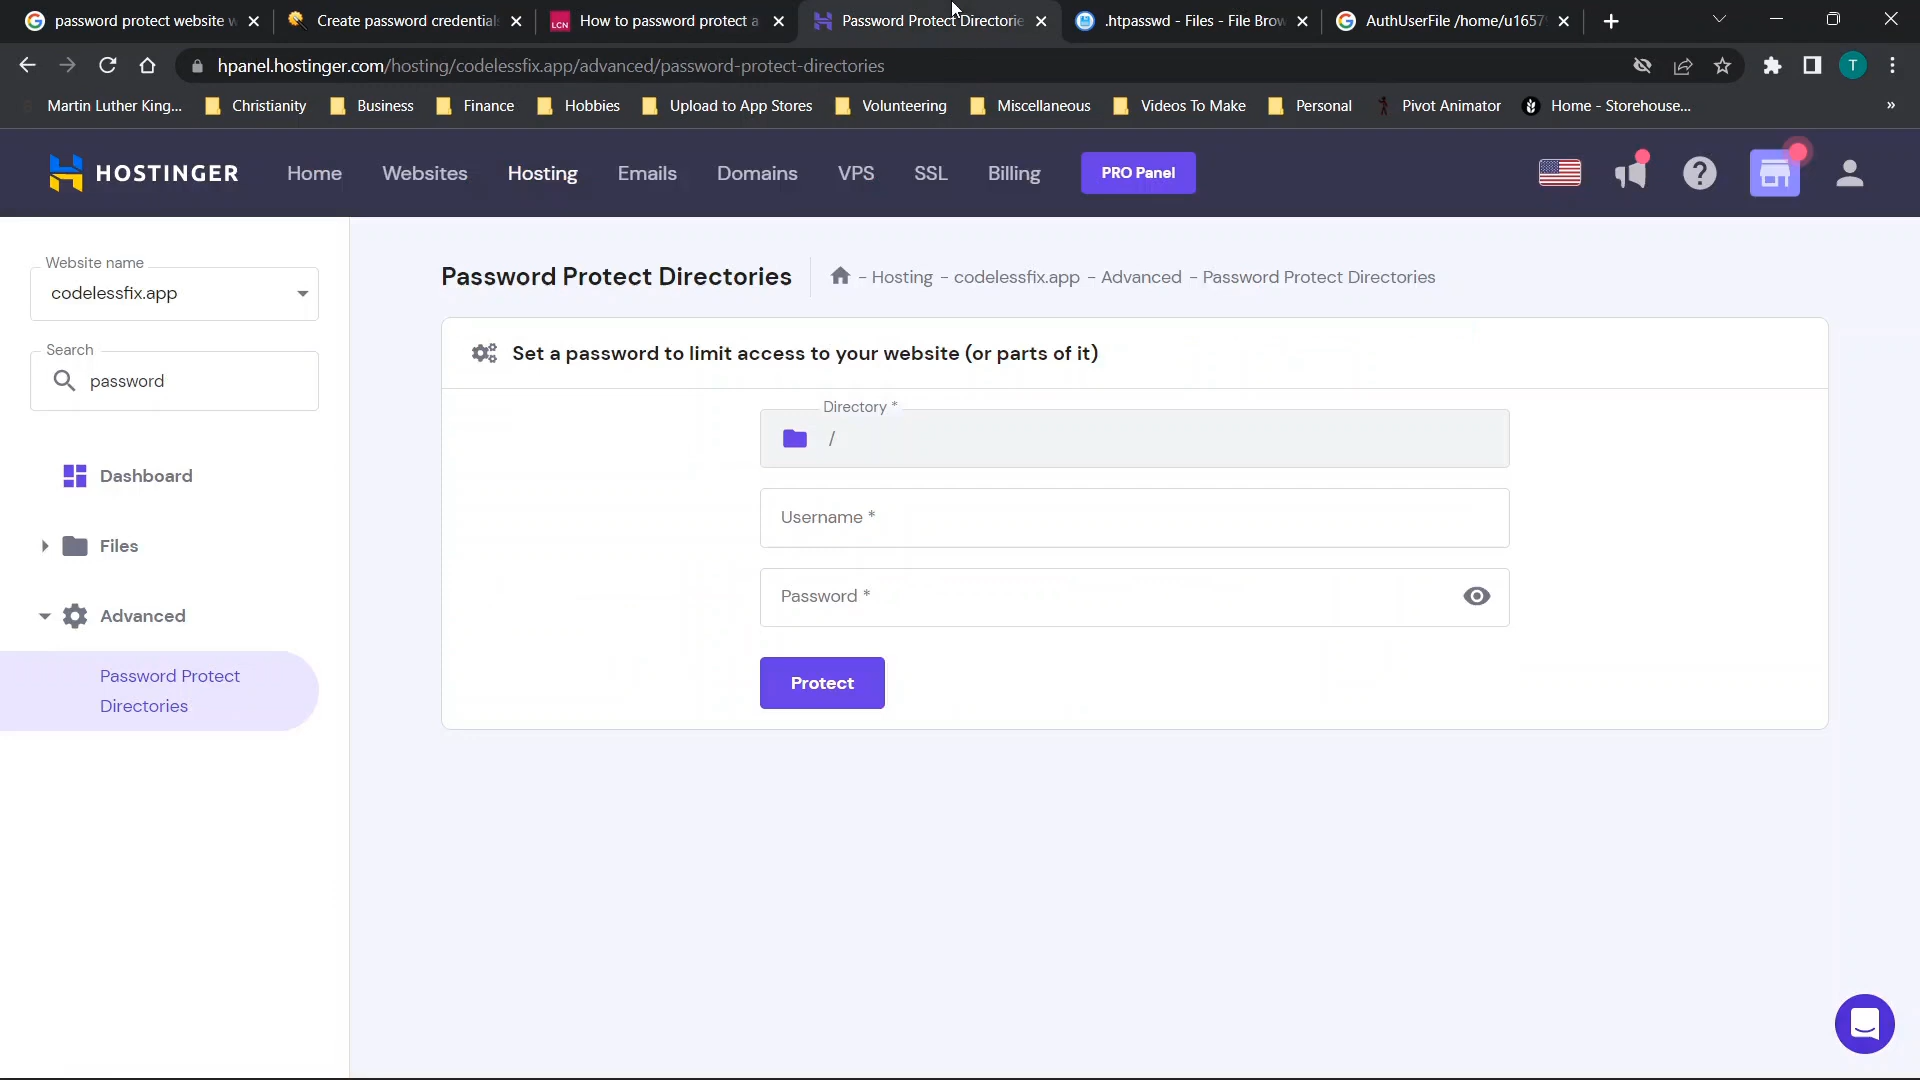 password protect website w
Create password credential
LCN
How to password protect a
Password Protect Directorie
.htpasswd - Files - File Brow
AuthUserFile /home/u1657
hpanel.hostinger.com/hosting/codelessfix.app/advanced/password-protect-directories
T
Martin Luther King...
Christianity
Business
Finance
Hobbies
Upload to App Stores
Volunteering
Miscellaneous
Videos To Make
Personal
Pivot Animator
Home - Storehouse...
»
HOSTINGER
Home
Websites
Hosting
Emails
Domains
VPS
SSL
Billing
PRO Panel
Website name
codelessfix.app
Search
password
Dashboard
Files
Advanced
Password Protect
Directories
Password Protect Directories
- Hosting - codelessfix.app - Advanced - Password Protect Directories
Set a password to limit access to your website (or parts of it)
Directory *
/
Username *
Password *
Protect